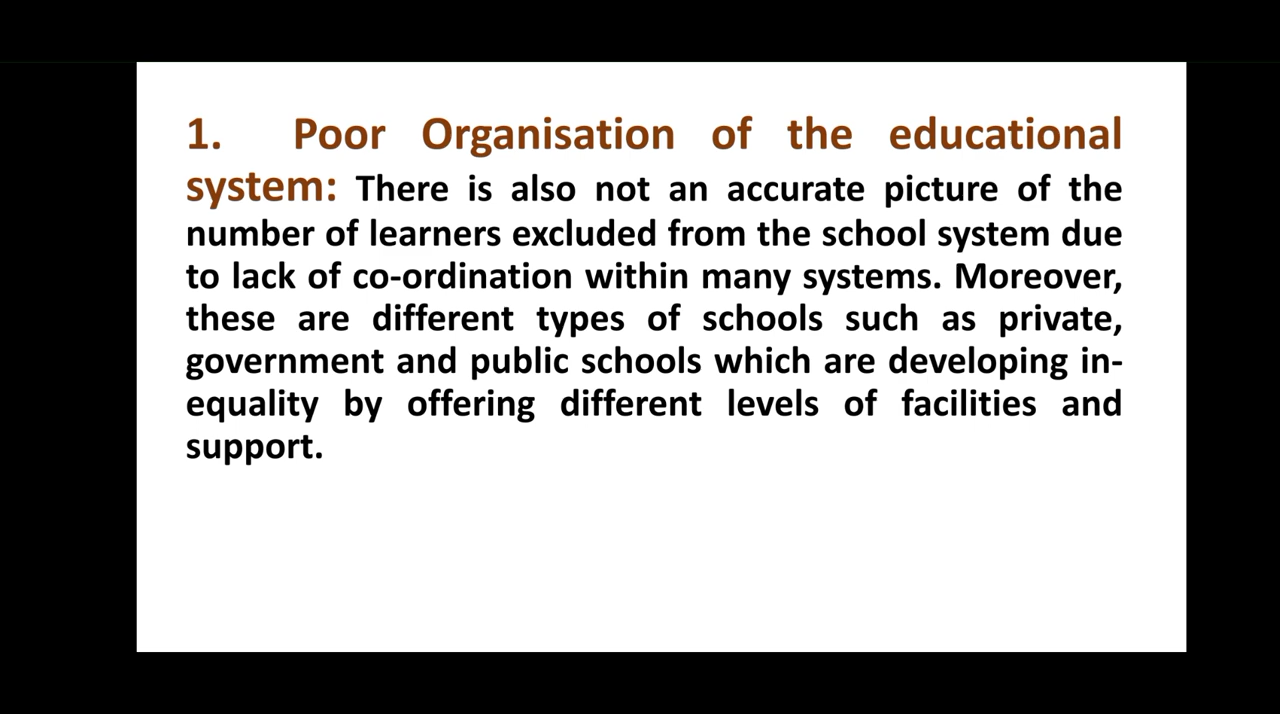 1. Poor Organisation of the educational
system: There is also not an accurate picture of the
number of learners excluded from the school system due
to lack of co-ordination within many systems. Moreover,
these are different types of schools such as private,
government and public schools which are developing in-
equality by offering different levels of facilities and
support.